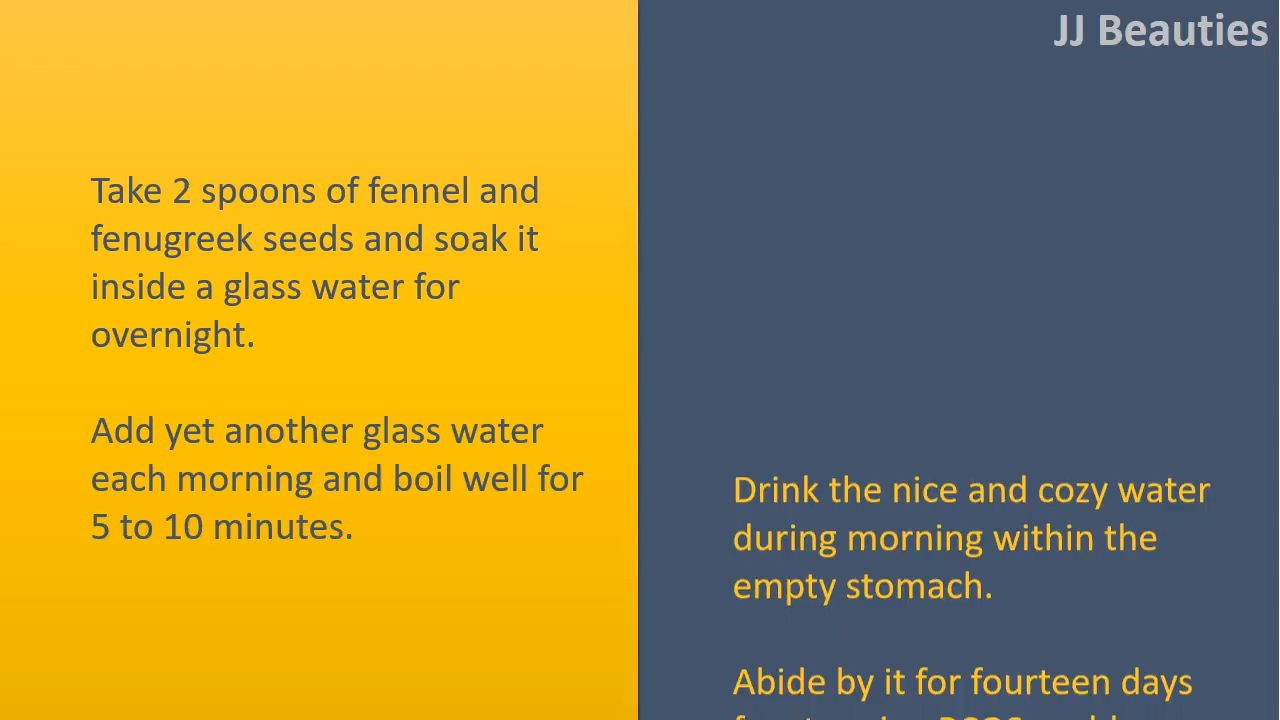 JJ Beauties
Take 2 spoons of fennel and
fenugreek seeds and soak it
inside a glass water for
overnight.
Add yet another glass water
each morning and boil well for
5 to 10 minutes.
Drink the nice and cozy water
during morning within the
empty stomach.
Abide by it for fourteen days